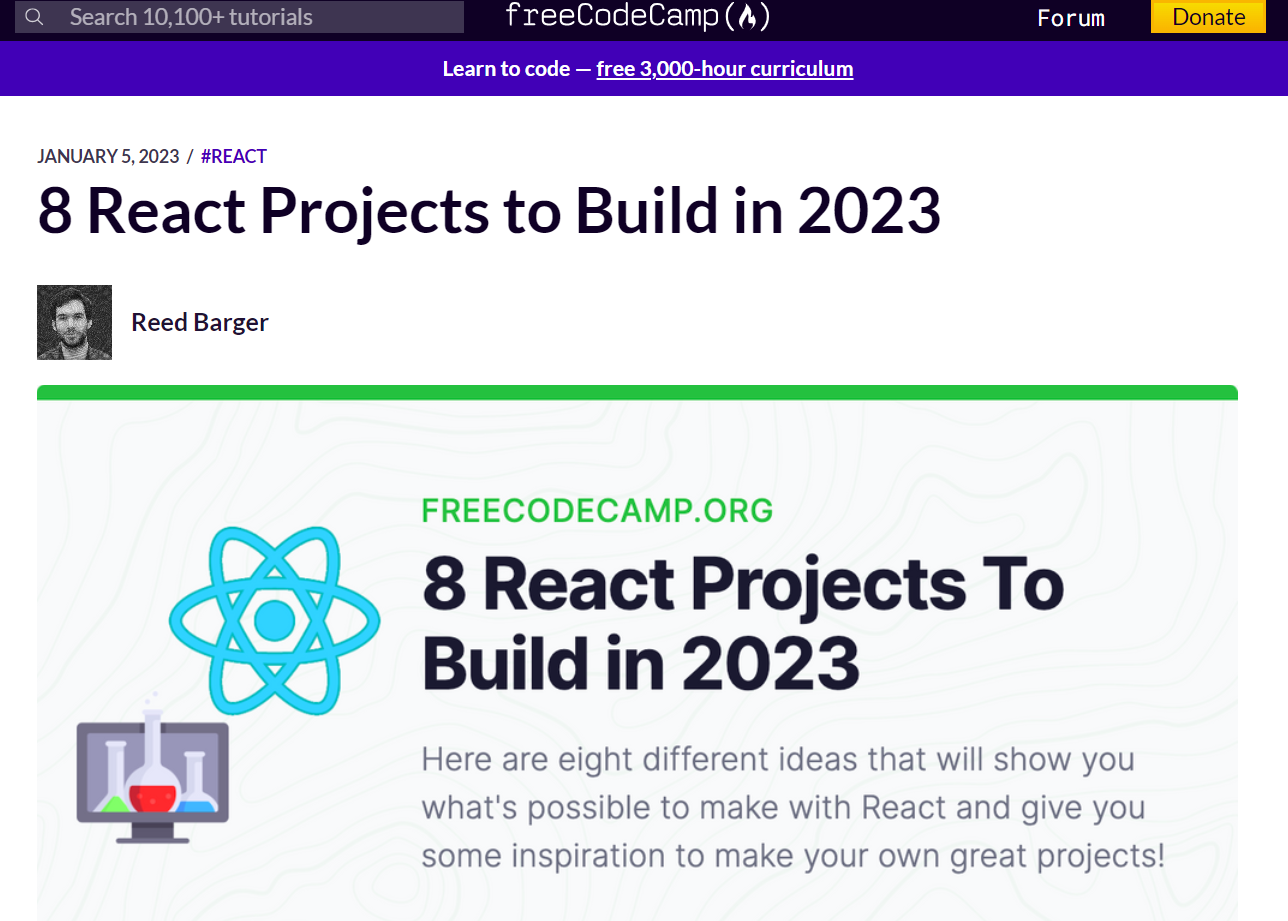 Search 10,100+ tutorials
freeCodeCamp
Forum
Donate
Learn to code — free 3,000-hour curriculum
JANUARY 5, 2023 / #REACT
8 React Projects to Build in 2023
Reed Barger
FREECODECAMP.ORG
8 React Projects To
Build in 2023
Here are eight different ideas that will show you
what's possible to make with React and give you
some inspiration to make your own great projects!